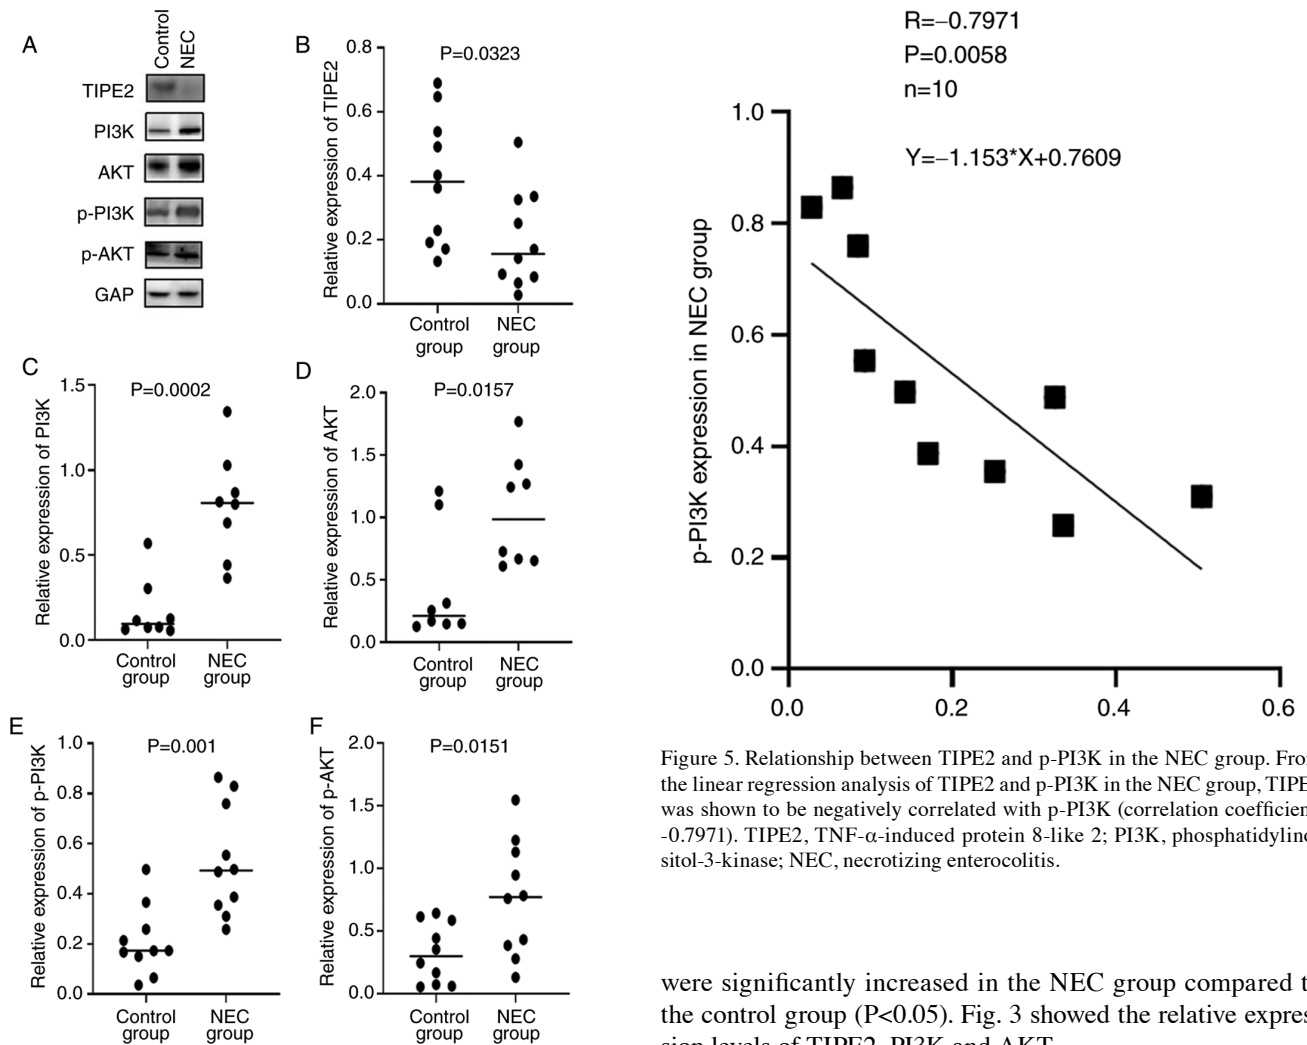 A
Control
NEC
TIPE2
PI3K
AKT
p-PI3K
p-AKT
GAP
B
P=0.0323
Relative expression of TIPE2
0.8
0.6
0.4
0.2
0.0
Control group
NEC group
C
P=0.0002
Relative expression of PI3K
1.5
1.0
0.5
0.0
Control group
NEC group
D
P=0.0157
Relative expression of AKT
2.0
1.5
1.0
0.5
0.0
Control group
NEC group
E
P=0.001
Relative expression of p-PI3K
1.0
0.8
0.6
0.4
0.2
0.0
Control group
NEC group
F
P=0.0151
Relative expression of p-AKT
2.0
1.5
1.0
0.5
0.0
Control group
NEC group
R=−0.7971
P=0.0058
n=10
Y=−1.153*X+0.7609
p-PI3K expression in NEC group
1.0
0.8
0.6
0.4
0.2
0.0
0.0 0.2 0.4 0.6
Figure 5. Relationship between TIPE2 and p-PI3K in the NEC group. From
the linear regression analysis of TIPE2 and p-PI3K in the NEC group, TIPE
was shown to be negatively correlated with p-PI3K (correlation coefficien
-0.7971). TIPE2, TNF-α-induced protein 8-like 2; PI3K, phosphatidylino
sitol-3-kinase; NEC, necrotizing enterocolitis.
were significantly increased in the NEC group compared t
the control group (P<0.05). Fig. 3 showed the relative expres
sion levels of TIPE2, PI3K and AKT